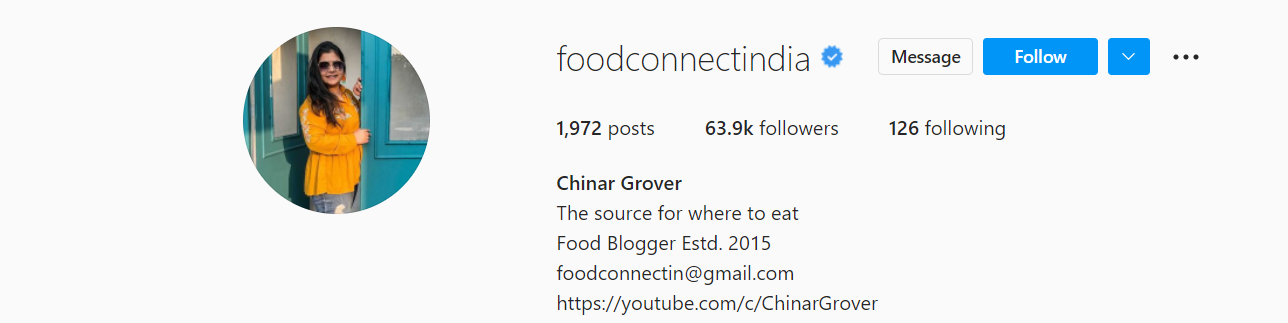 foodconnectindia Message Follow
1,972 posts 63.9k followers 126 following
Chinar Grover
The source for where to eat
Food Blogger Estd. 2015
foodconnectin@gmail.com
https://youtube.com/c/ChinarGrover